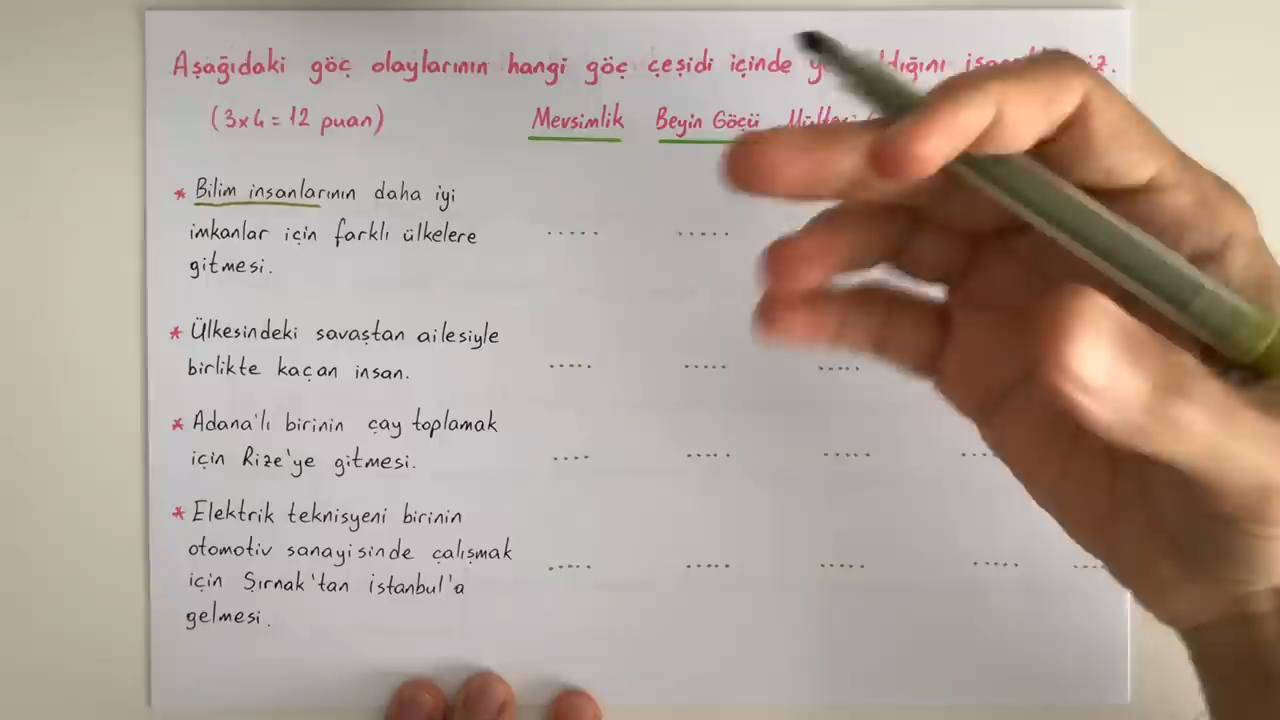 Aşağıdaki göç olaylarının hangi göç çeşidi içinde
(3x4 = 12 puan) Mevsimlik Beyin Göçü
* Bilim insanlarının daha iyi
imkanlar için farklı ülkelere ..... .....
gitmesi.
* Ülkesindeki savaştan ailesiyle
birlikte kaçan insan. ..... ..... .....
* Adana'lı birinin çay toplamak
için Rize'ye gitmesi. .... ..... ..... ....
* Elektrik teknisyeni birinin
otomotiv sanayisinde çalışmak ..... ..... ..... ..... ....
için Şırnak'tan istanbul'a
gelmesi.